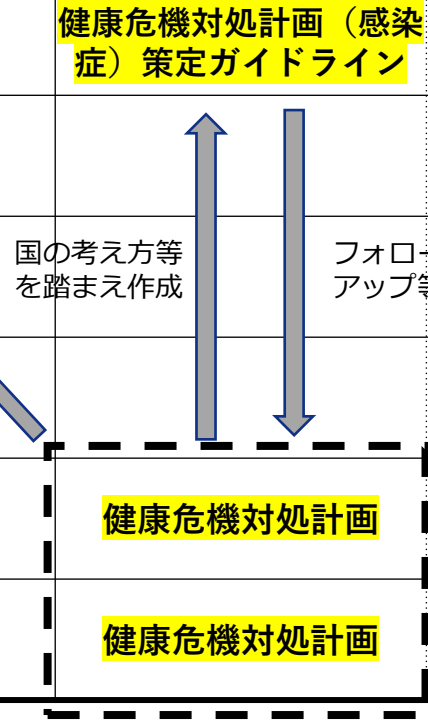 健康危機対処計画（感染
症）策定ガイドライン
国の考え方等
を踏まえ作成
フォロー
アップ等
健康危機対処計画
健康危機対処計画